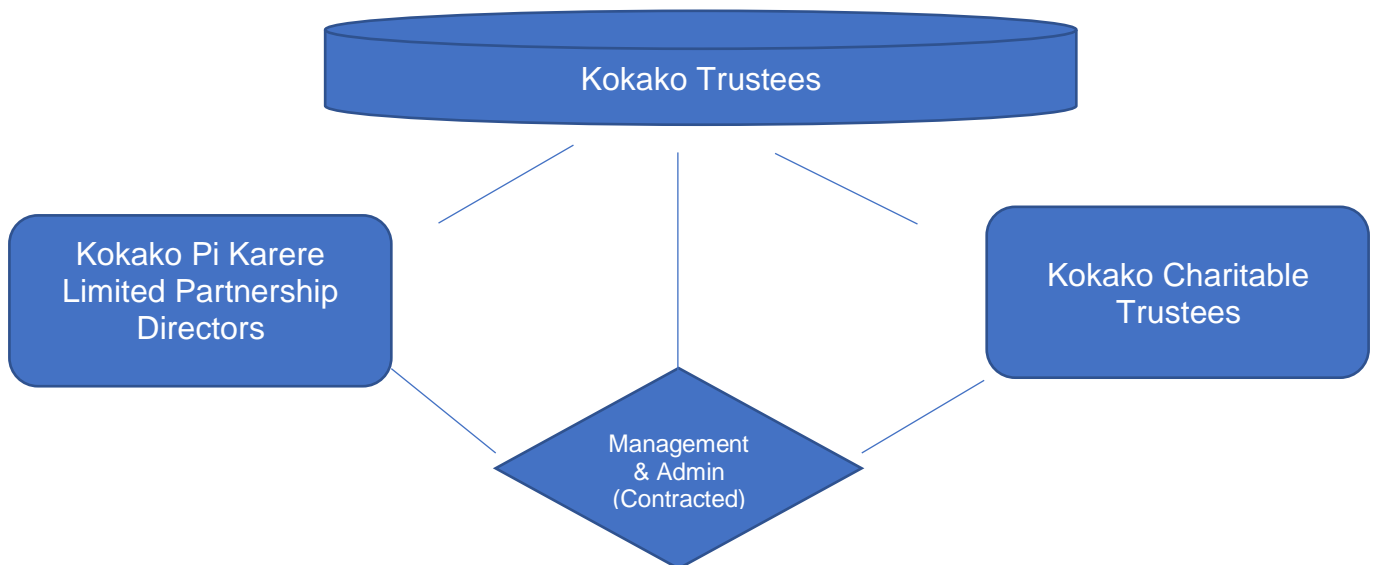 Kokako Trustees
Kokako Pi Karere
Limited Partnership
Directors
Kokako Charitable
Trustees
Management
& Admin
(Contracted)